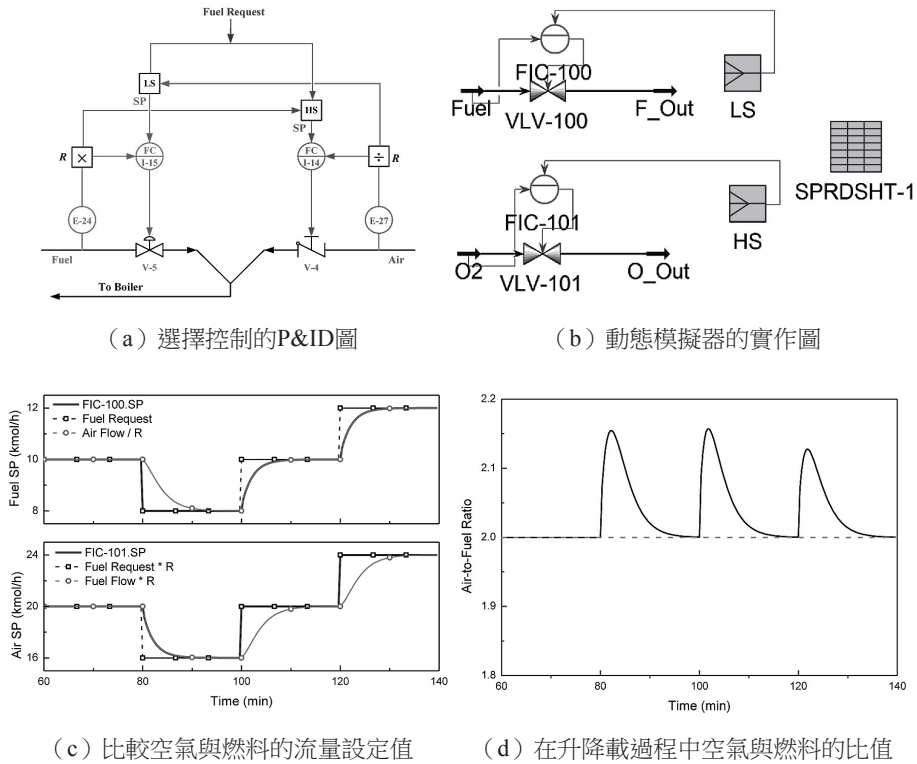 Fuel Request
LS
SP
HS
SP
R
×
FC
I-15
FC
I-14
÷
R
E-24
E-27
Fuel
V-5
V-4
Air
To Boiler
(a)選擇控制的P&ID圖
FIC-100
Fuel
VLV-100
F_Out
LS
SPRDSHT-1
FIC-101
HS
O2
VLV-101
O_Out
(b)動態模擬器的實作圖
FIC-100.SP
Fuel Request
Air Flow / R
Fuel SP (kmol/h)
12
10
8
FIC-101.SP
Fuel Request * R
Fuel Flow * R
Air SP (kmol/h)
24
20
16
60 80 100 120 140
Time (min)
(c)比較空氣與燃料的流量設定值
Air-to-Fuel Ratio
2.2
2.1
2.0
1.9
1.8
60 80 100 120 140
Time (min)
(d)在升降載過程中空氣與燃料的比值